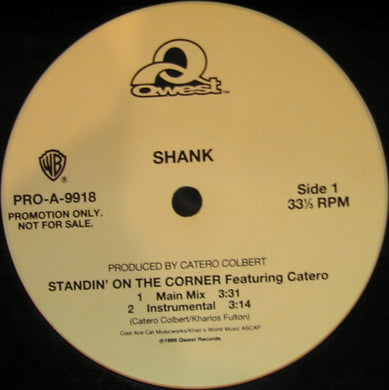 Qwest™
SHANK
WB
®
PRO-A-9918
PROMOTION ONLY.
NOT FOR SALE.
Side 1
33⅓ RPM
PRODUCED BY CATERO COLBERT
STANDIN' ON THE CORNER Featuring Catero
1 Main Mix 3:31
2 Instrumental 3:14
(Catero Colbert/Kharlos Fulton)
Cool Ace Cat Musicworks/Khan's World Music ASCAP
Qwest Records.